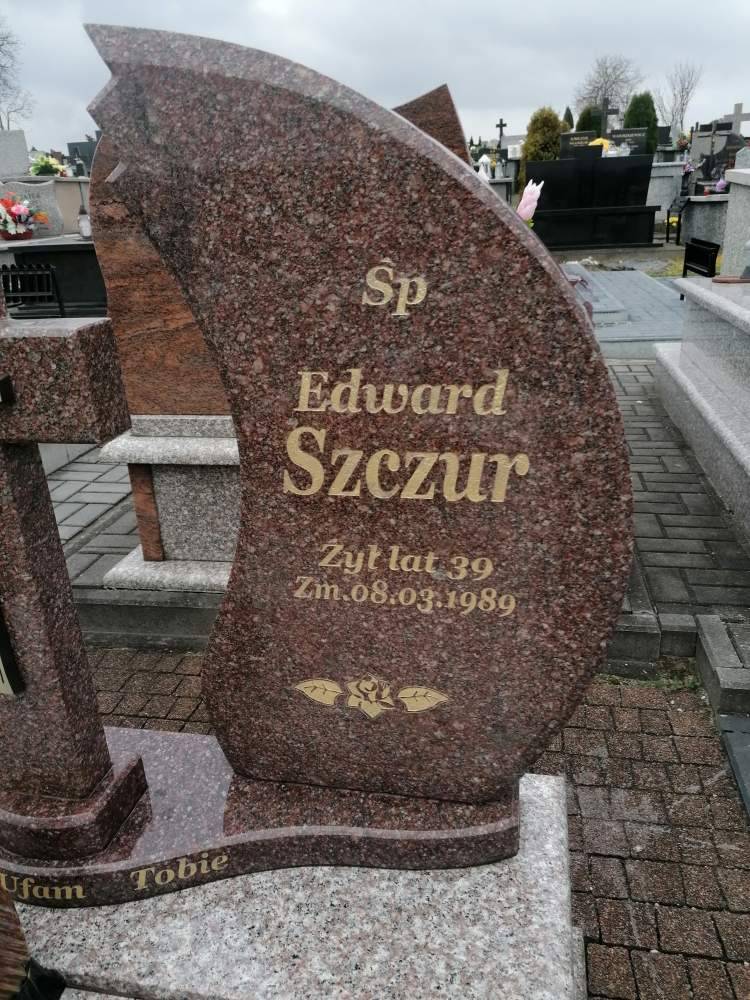 Śp
Edward
Szczur
Żył lat 39
Zm.08.03.1989
Ufam Tobie